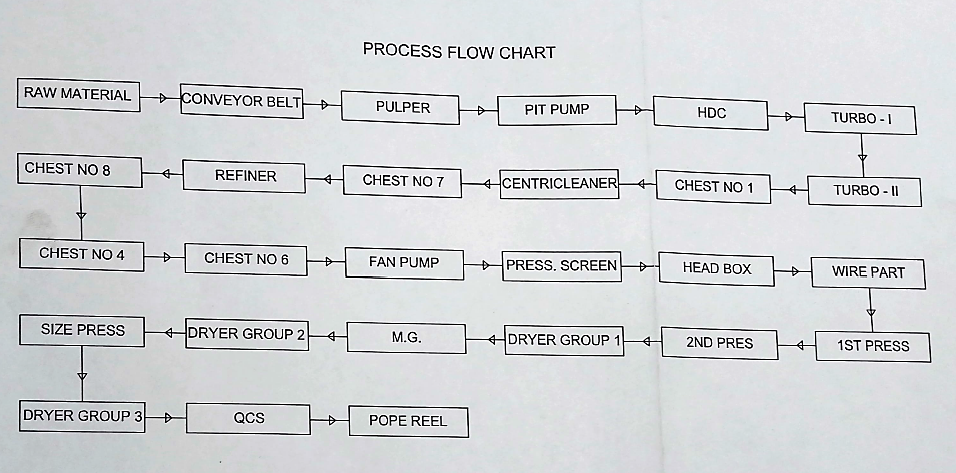 PROCESS FLOW CHART
RAW MATERIAL
CONVEYOR BELT
PULPER
PIT PUMP
HDC
TURBO - I
CHEST NO 8
REFINER
CHEST NO 7
CENTRICLEANER
CHEST NO 1
TURBO - II
CHEST NO 4
CHEST NO 6
FAN PUMP
PRESS. SCREEN
HEAD BOX
WIRE PART
SIZE PRESS
DRYER GROUP 2
M.G.
DRYER GROUP 1
2ND PRES
1ST PRESS
DRYER GROUP 3
QCS
POPE REEL